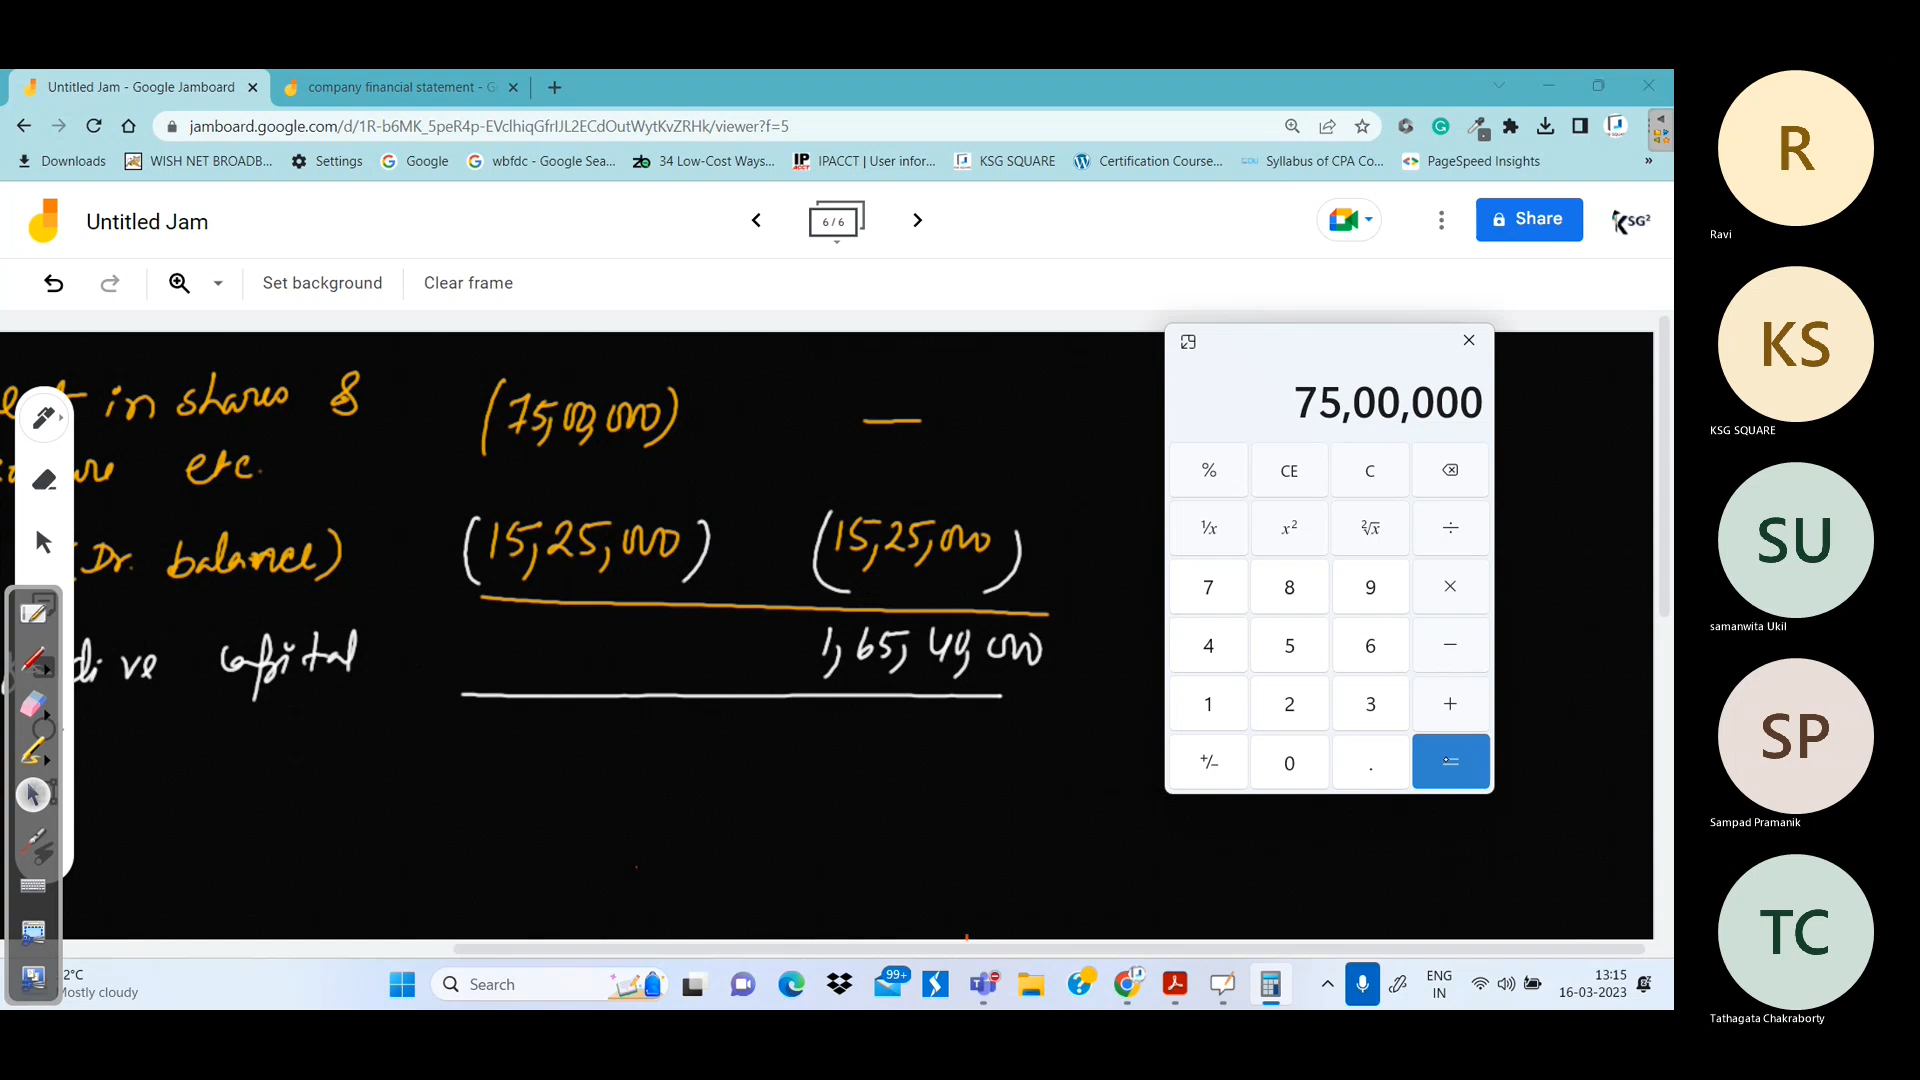 Untitled Jam - Google Jamboard
company financial statement - G
jamboard.google.com/d/1R-b6MK_5peR4p-EVclhiqGfrIJL2ECdOutWytKvZRHk/viewer?f=5
Downloads WISH NET BROADB... Settings Google wbfdc - Google Sea... 34 Low-Cost Ways... IPACCT | User infor... KSG SQUARE Certification Course... Syllabus of CPA Co... PageSpeed Insights »
Untitled Jam
6 / 6
Share
KSG²
Set background Clear frame
in shares & (75,00,000) —
etc.
(Dr. balance) (15,25,000) (15,25,000)
capital 1,65,49,000
75,00,000
% CE C
¹/x x² ²√x ÷
7 8 9 ×
4 5 6 −
1 2 3 +
+/− 0 . =
R
Ravi
KS
KSG SQUARE
SU
samanwita Ukil
SP
Sampad Pramanik
TC
Tathagata Chakraborty
2°C
Mostly cloudy
Search
99+
ENG
IN
13:15
16-03-2023